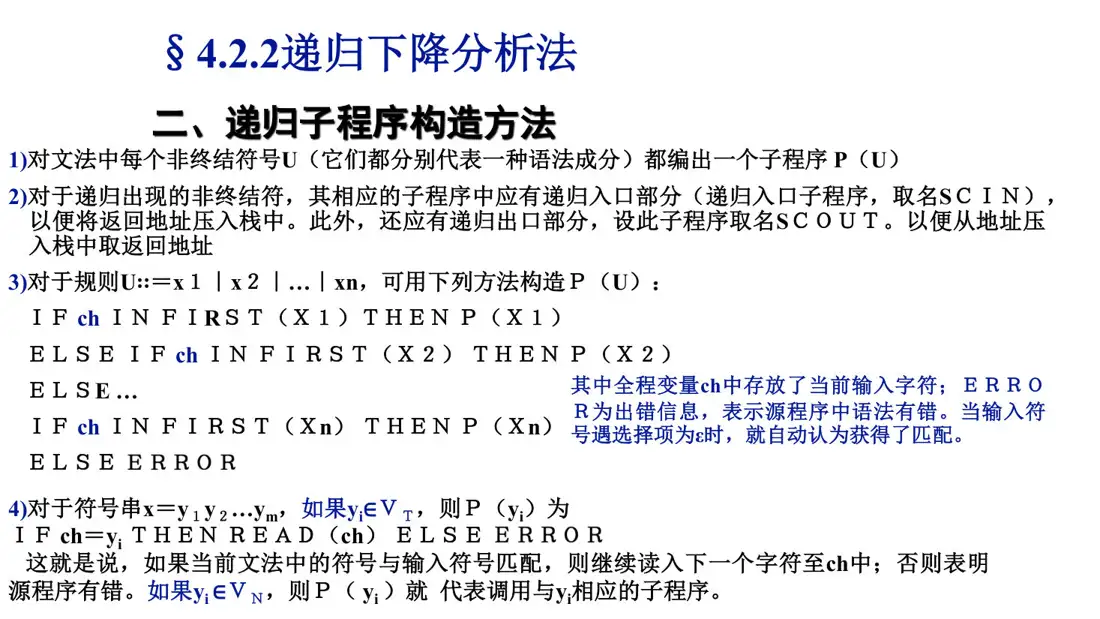 §4.2.2递归下降分析法
二、递归子程序构造方法
1)对文法中每个非终结符号U（它们都分别代表一种语法成分）都编出一个子程序 P（U）
2)对于递归出现的非终结符，其相应的子程序中应有递归入口部分（递归入口子程序，取名SＣＩＮ），
以便将返回地址压入栈中。此外，还应有递归出口部分，设此子程序取名SＣＯＵＴ。以便从地址压
入栈中取返回地址
3)对于规则U∷＝x１｜x２｜…｜xn，可用下列方法构造Ｐ（U）：
ＩＦ ch ＩＮ ＦＩRＳＴ（Ｘ１）ＴＨＥＮ Ｐ（Ｘ１）
ＥＬＳＥ ＩＦ ch ＩＮ ＦＩＲＳＴ（Ｘ２） ＴＨＥＮ Ｐ（Ｘ２）
ＥＬＳE …
ＩＦ ch ＩＮ ＦＩＲＳＴ（Ｘn） ＴＨＥＮ Ｐ（Ｘn）
ＥＬＳＥ ＥＲＲＯＲ
其中全程变量ch中存放了当前输入字符；ＥＲＲＯ
Ｒ为出错信息，表示源程序中语法有错。当输入符
号遇选择项为ε时，就自动认为获得了匹配。
4)对于符号串x＝y₁y₂…yₘ，如果yᵢ∈ＶＴ，则Ｐ（yᵢ）为
ＩＦ ch＝yᵢ ＴＨＥＮ ＲＥＡＤ（ch） ＥＬＳＥ ＥＲＲＯＲ
这就是说，如果当前文法中的符号与输入符号匹配，则继续读入下一个字符至ch中；否则表明
源程序有错。如果yᵢ∈ＶＮ，则Ｐ（ yᵢ）就 代表调用与yᵢ相应的子程序。